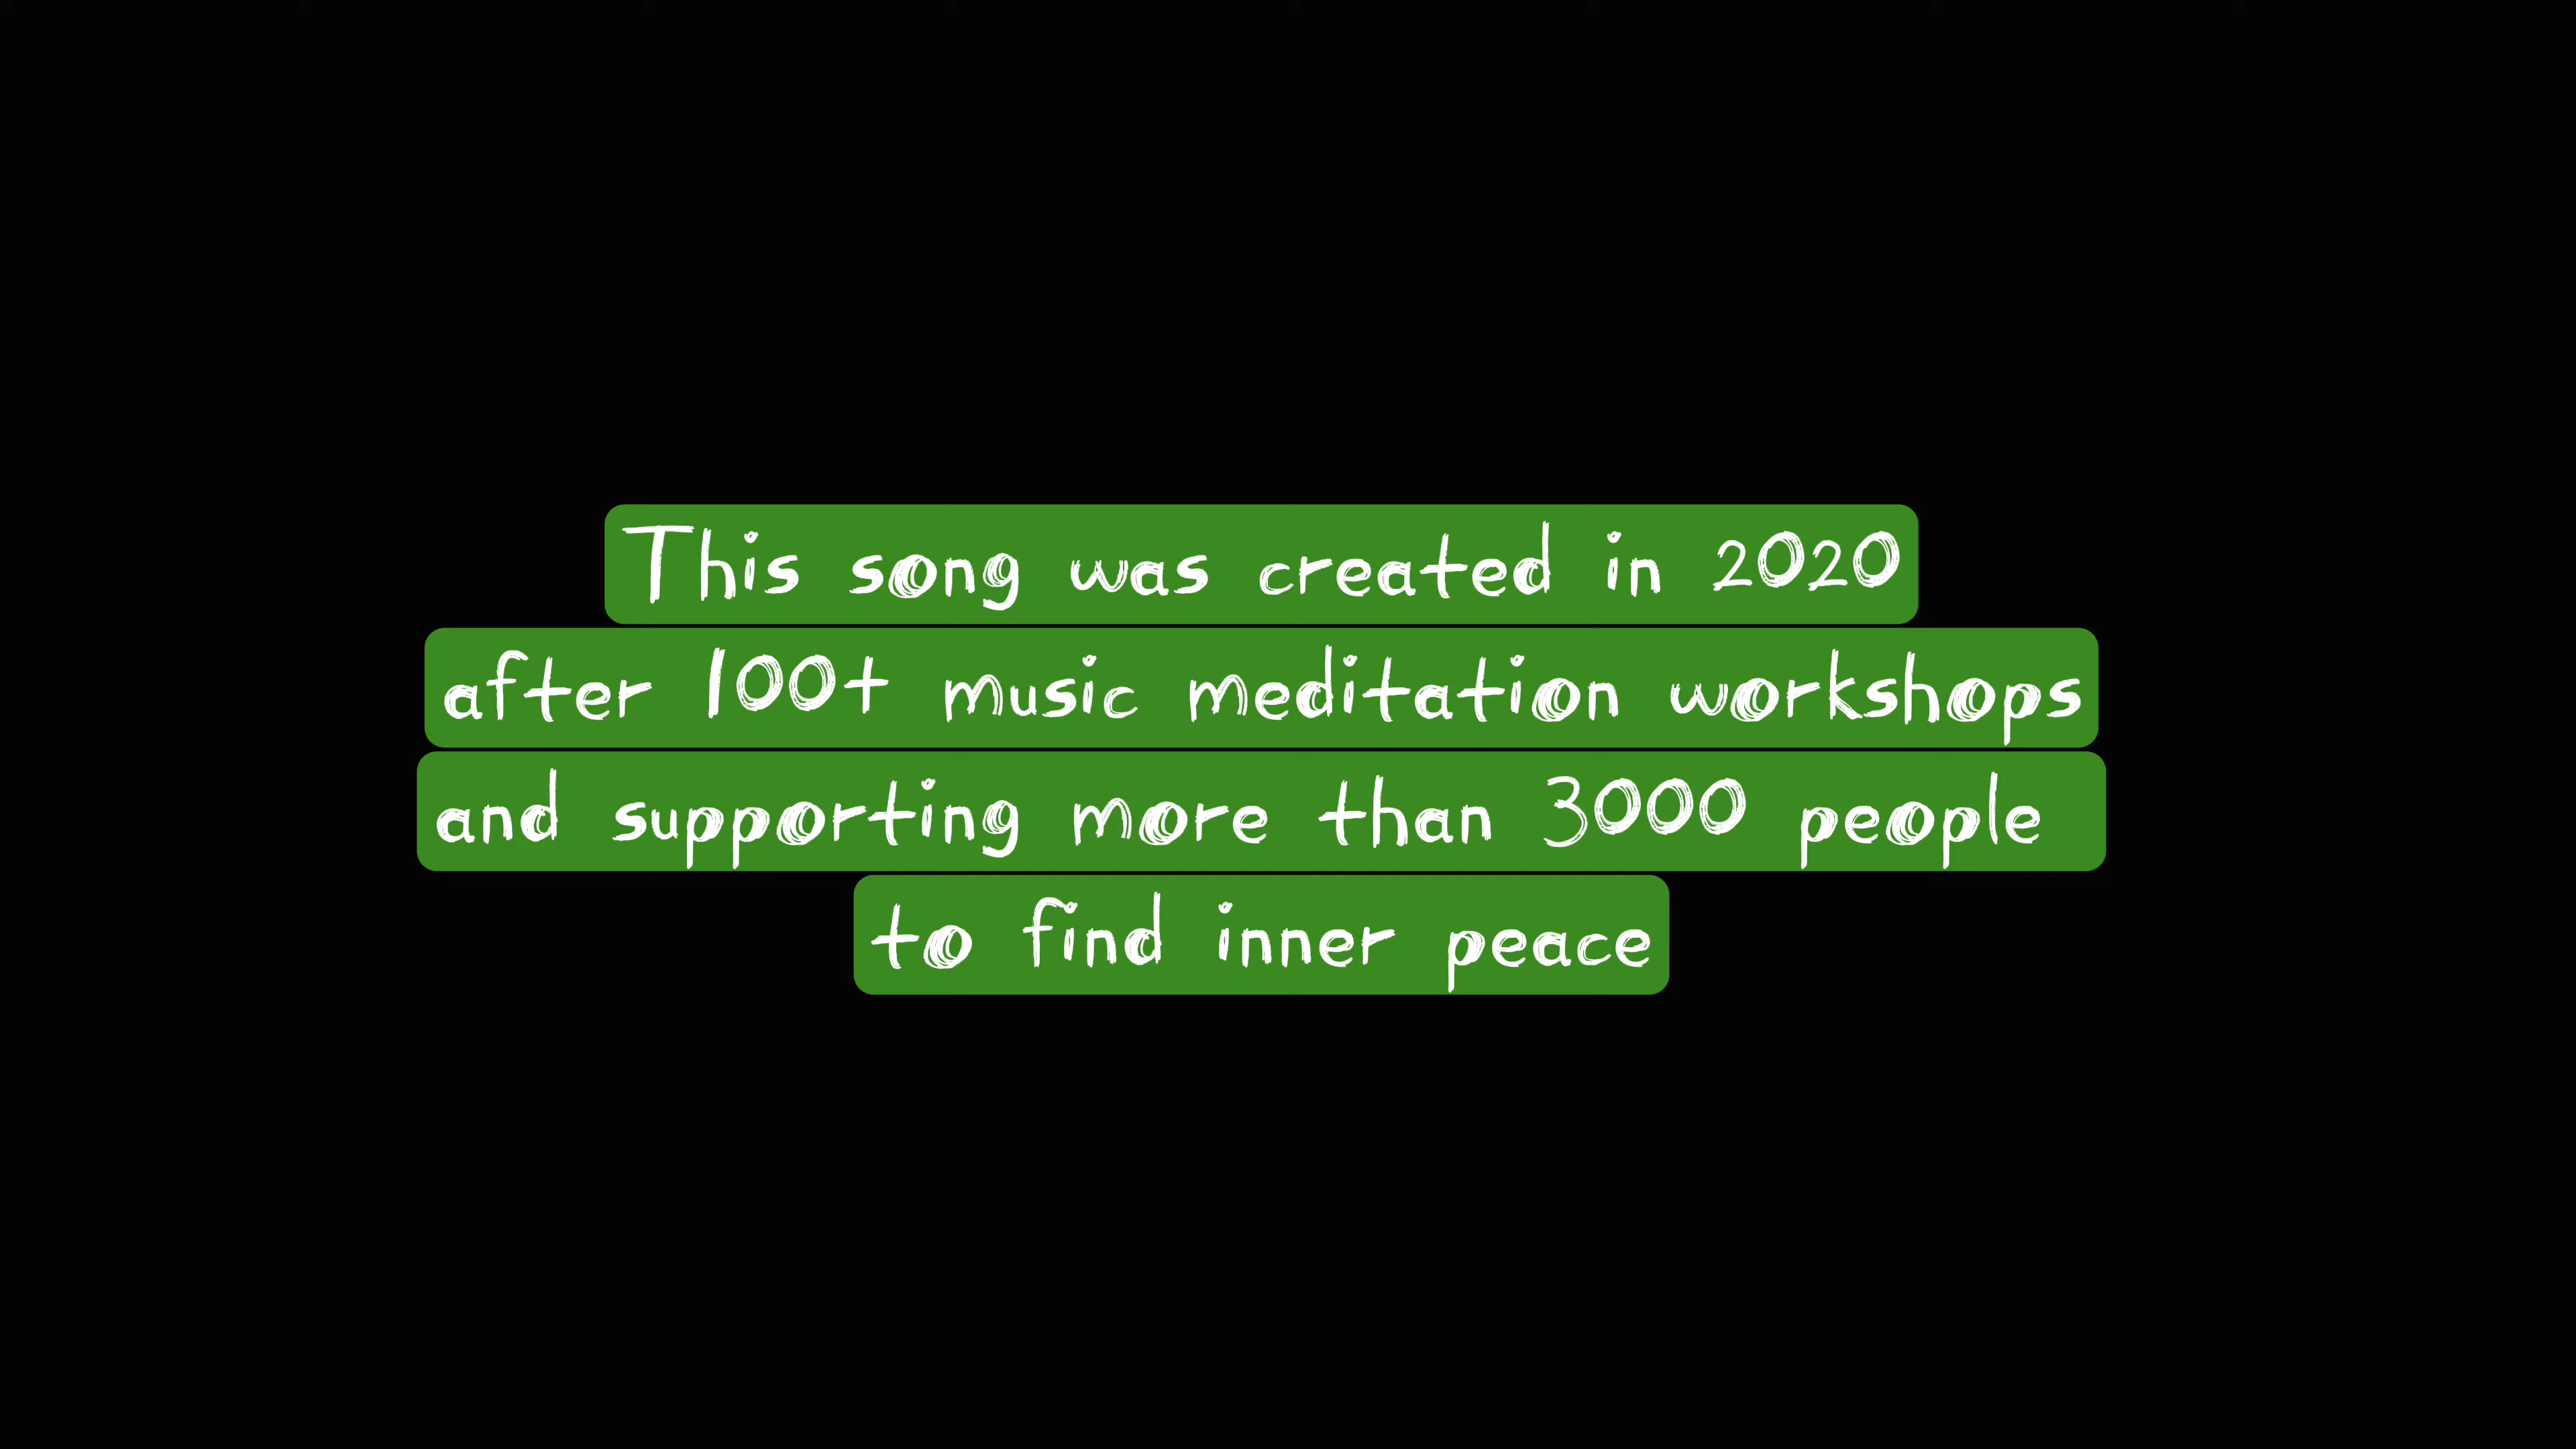 This song was created in 2020
after 100+ music meditation workshops
and supporting more than 3000 people
to find inner peace